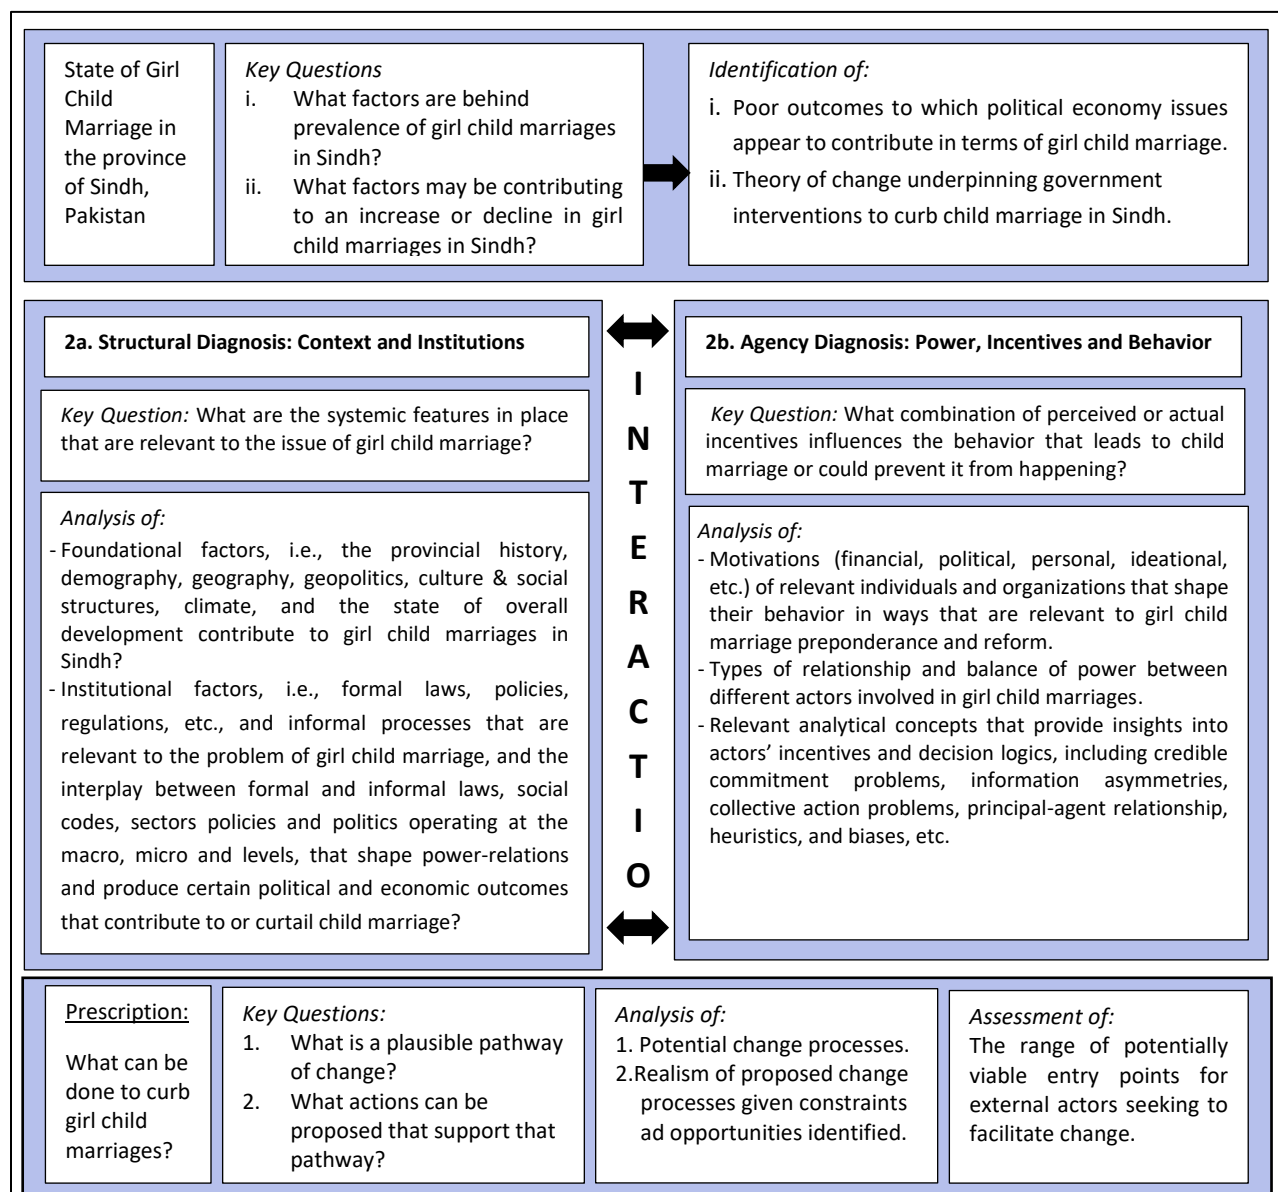 State of Girl
Child
Marriage in
the province
of Sindh,
Pakistan
Key Questions
i. What factors are behind
prevalence of girl child marriages
in Sindh?
ii. What factors may be contributing
to an increase or decline in girl
child marriages in Sindh?
Identification of:
i. Poor outcomes to which political economy issues
appear to contribute in terms of girl child marriage.
ii. Theory of change underpinning government
interventions to curb child marriage in Sindh.
2a. Structural Diagnosis: Context and Institutions
Key Question: What are the systemic features in place
that are relevant to the issue of girl child marriage?
Analysis of:
- Foundational factors, i.e., the provincial history,
demography, geography, geopolitics, culture & social
structures, climate, and the state of overall
development contribute to girl child marriages in
Sindh?
- Institutional factors, i.e., formal laws, policies,
regulations, etc., and informal processes that are
relevant to the problem of girl child marriage, and the
interplay between formal and informal laws, social
codes, sectors policies and politics operating at the
macro, micro and levels, that shape power-relations
and produce certain political and economic outcomes
that contribute to or curtail child marriage?
I
N
T
E
R
A
C
T
I
O
2b. Agency Diagnosis: Power, Incentives and Behavior
Key Question: What combination of perceived or actual
incentives influences the behavior that leads to child
marriage or could prevent it from happening?
Analysis of:
- Motivations (financial, political, personal, ideational,
etc.) of relevant individuals and organizations that shape
their behavior in ways that are relevant to girl child
marriage preponderance and reform.
- Types of relationship and balance of power between
different actors involved in girl child marriages.
- Relevant analytical concepts that provide insights into
actors’ incentives and decision logics, including credible
commitment problems, information asymmetries,
collective action problems, principal-agent relationship,
heuristics, and biases, etc.
Prescription:
What can be
done to curb
girl child
marriages?
Key Questions:
1. What is a plausible pathway
of change?
2. What actions can be
proposed that support that
pathway?
Analysis of:
1. Potential change processes.
2.Realism of proposed change
processes given constraints
ad opportunities identified.
Assessment of:
The range of potentially
viable entry points for
external actors seeking to
facilitate change.